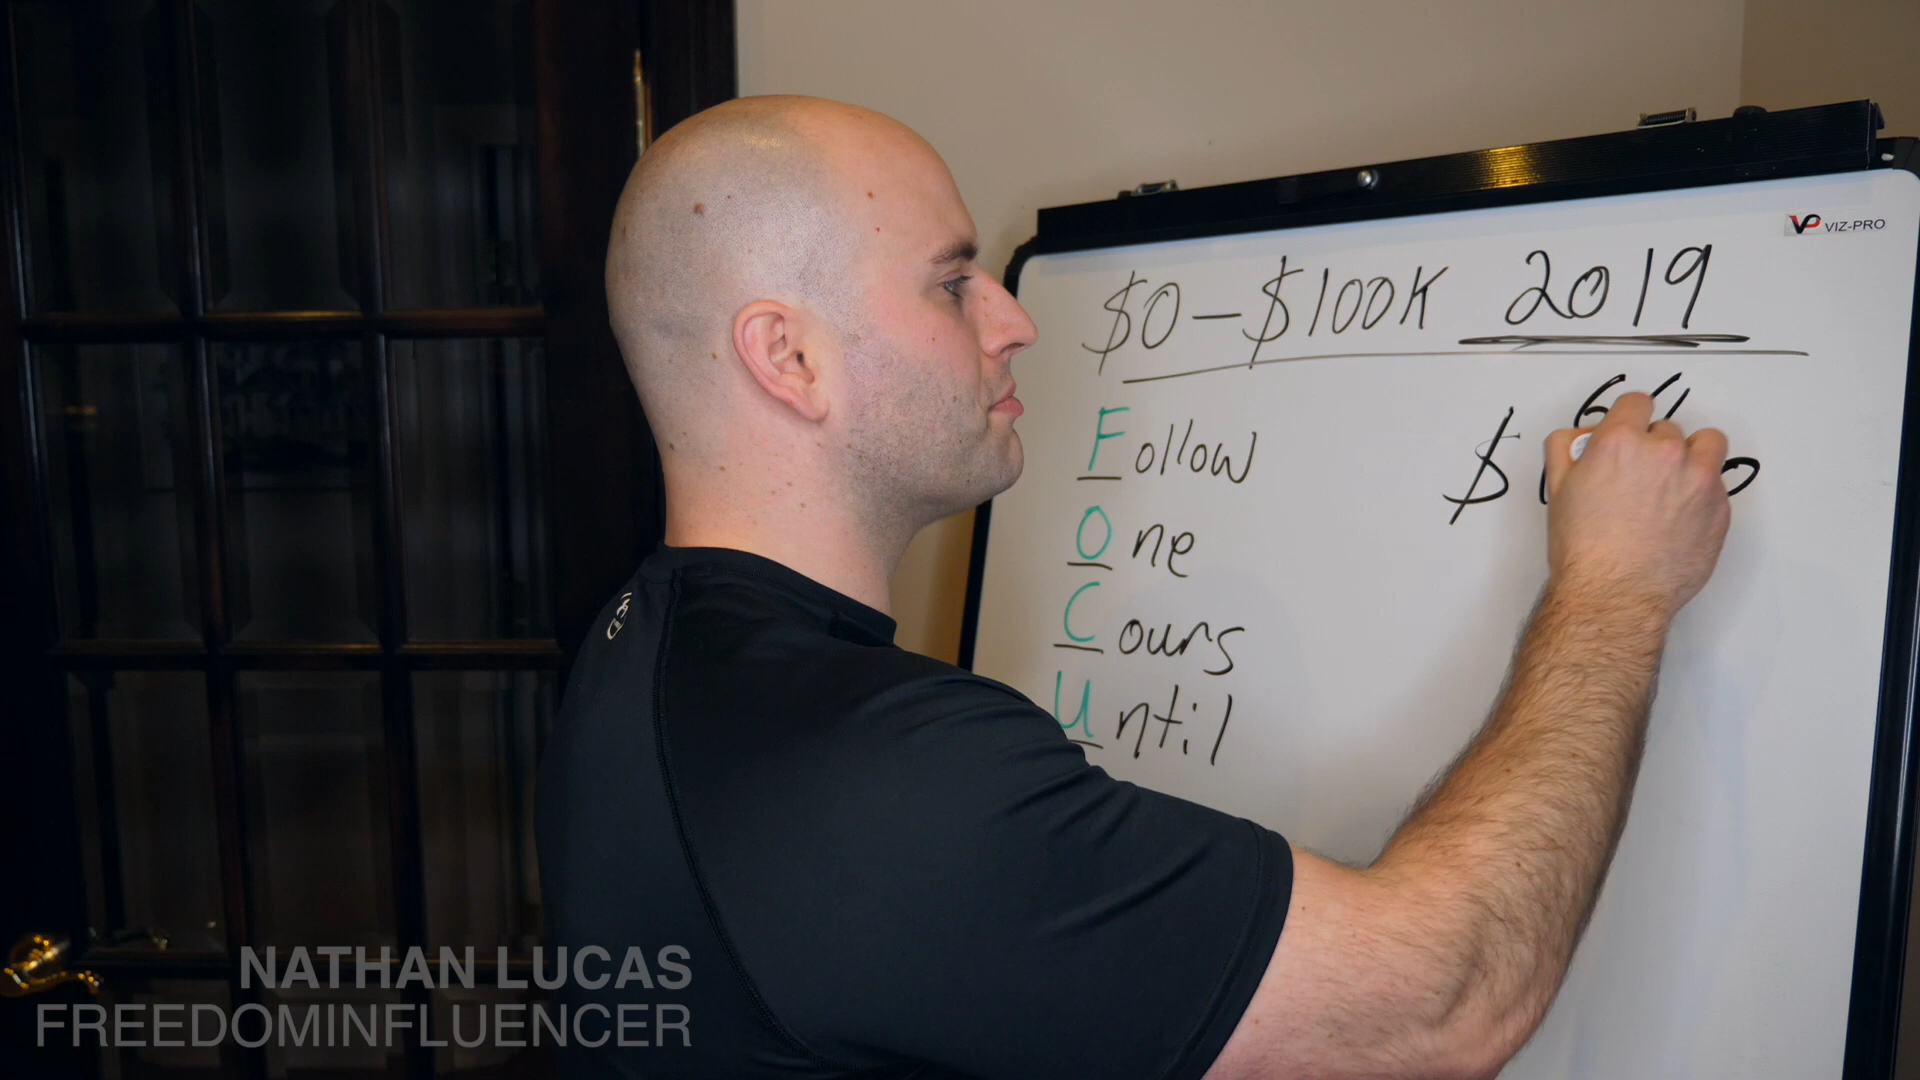 VIZ-PRO
$0-$100K 2019
Follow
One
Cours
Until
$
NATHAN LUCAS
FREEDOMINFLUENCER